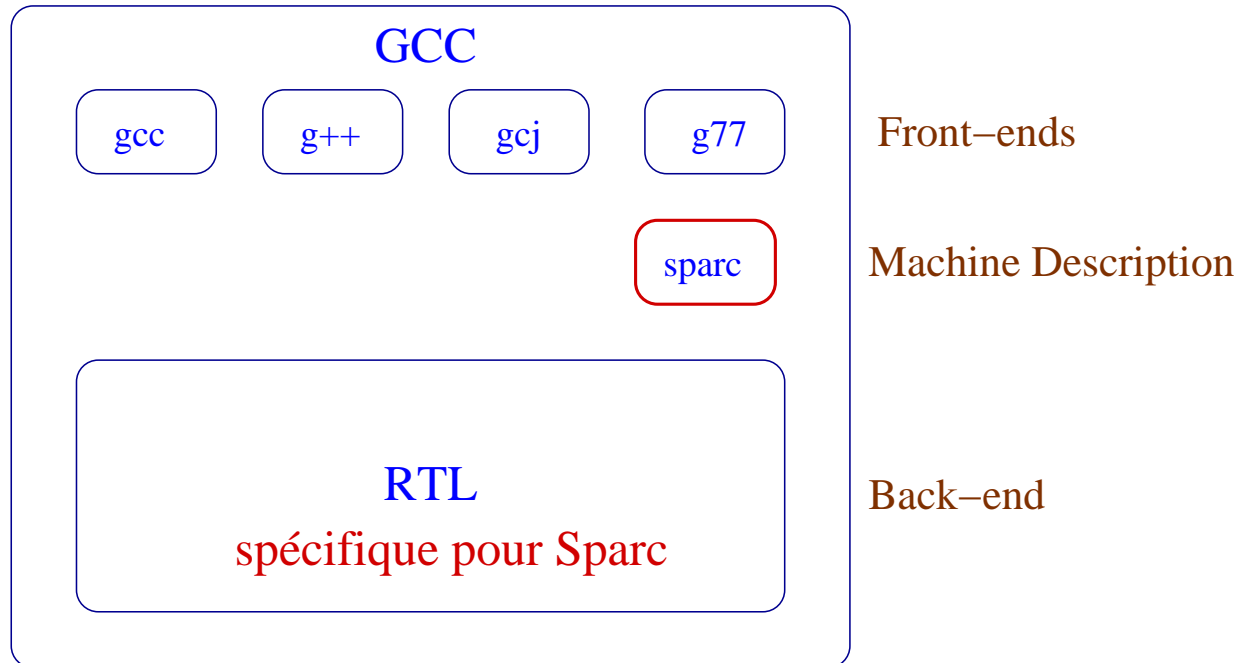 GCC
gcc g++ gcj g77 Front−ends
sparc Machine Description
RTL
spécifique pour Sparc
Back−end